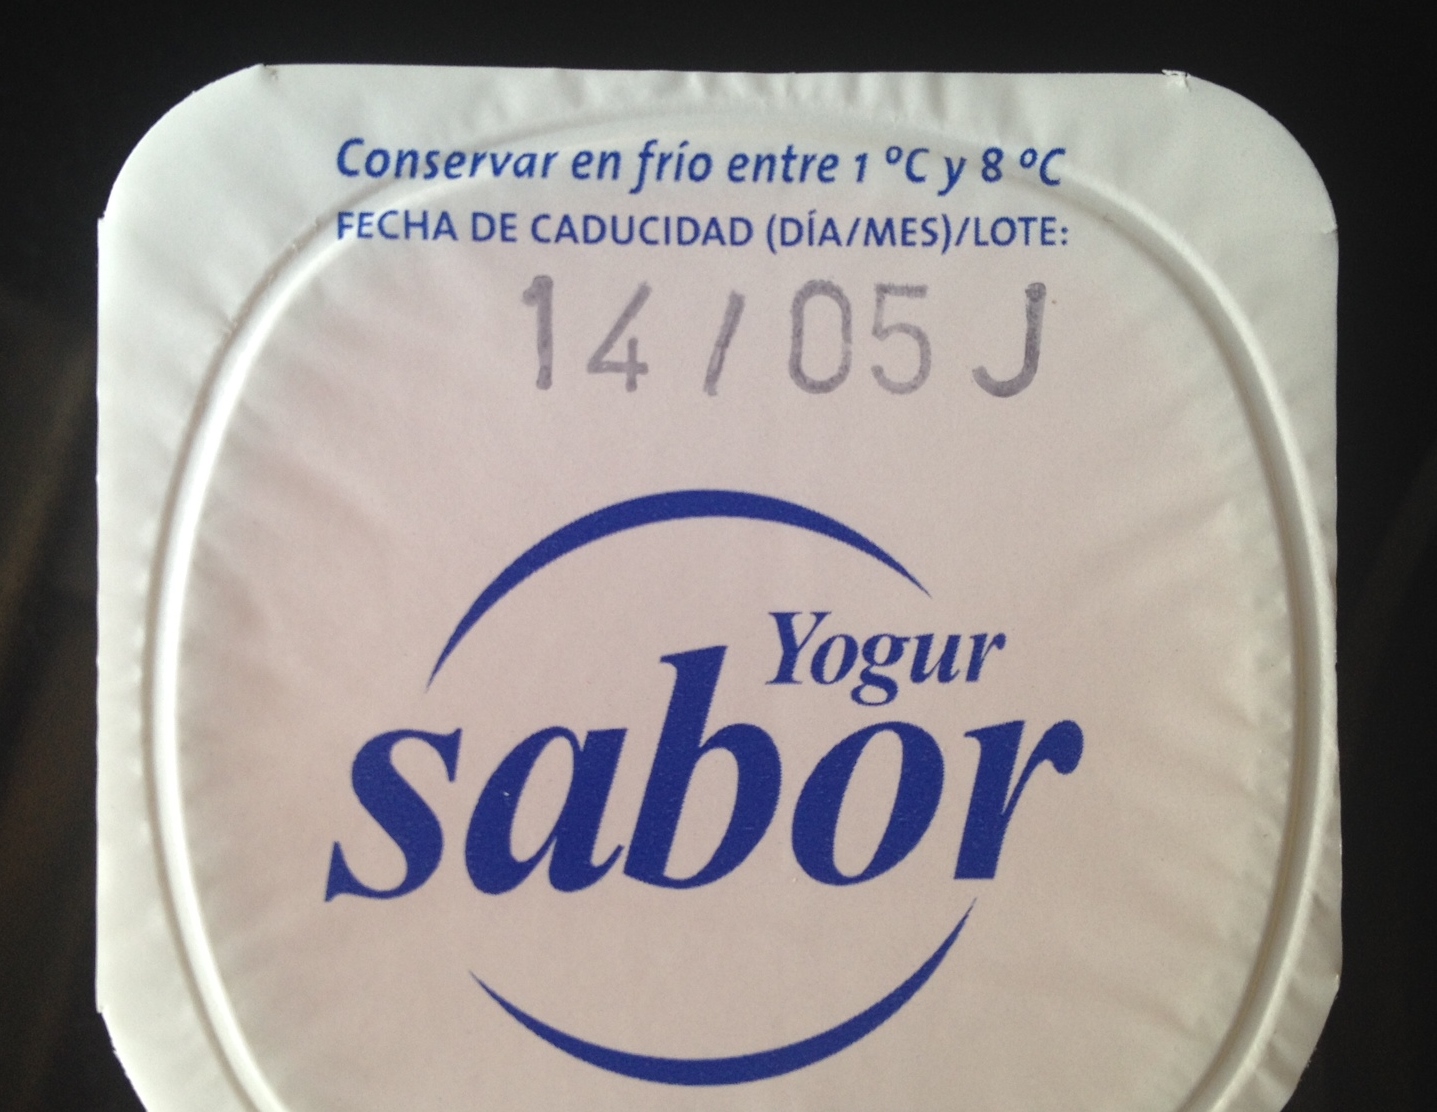 Conservar en frío entre 1 ºC y 8 ºC
FECHA DE CADUCIDAD (DÍA/MES)/LOTE:
14/05 J
Yogur
sabor